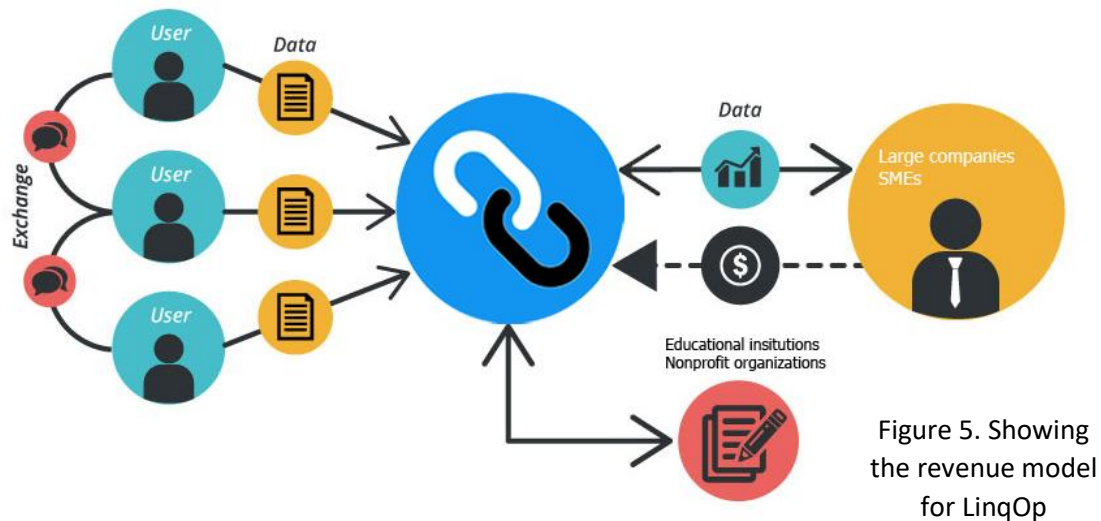 User
Data
Exchange
User
User
Data
Large companies
SMEs
$
Educational insitutions
Nonprofit organizations
Figure 5. Showing
the revenue model
for LinqOp